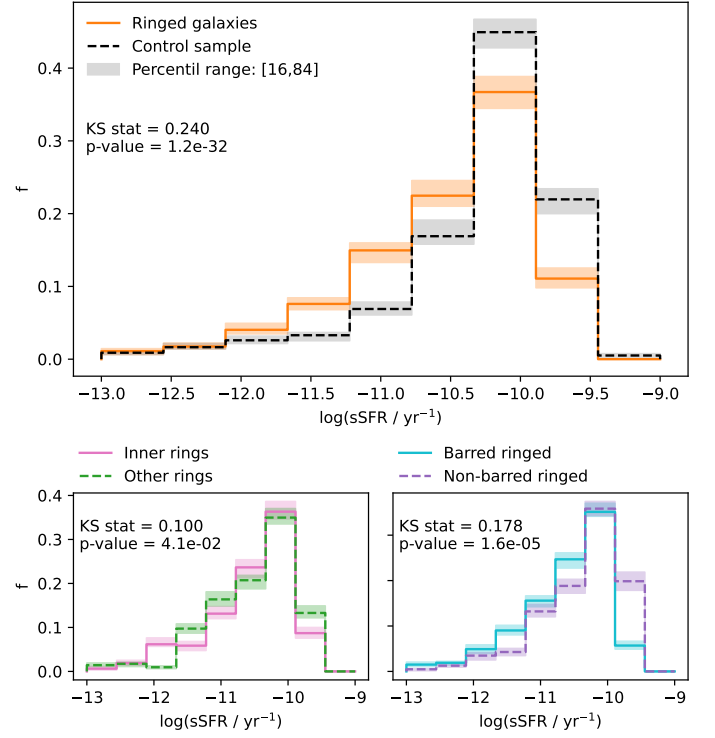 Ringed galaxies
Control sample
Percentil range: [16,84]
KS stat = 0.240
p-value = 1.2e-32
f
0.4
0.3
0.2
0.1
0.0
−13.0 −12.5 −12.0 −11.5 −11.0 −10.5 −10.0 −9.5 −9.0
log(sSFR / yr⁻¹)
Inner rings
Other rings
KS stat = 0.100
p-value = 4.1e-02
f
0.4
0.3
0.2
0.1
0.0
−13 −12 −11 −10 −9
log(sSFR / yr⁻¹)
Barred ringed
Non-barred ringed
KS stat = 0.178
p-value = 1.6e-05
−13 −12 −11 −10 −9
log(sSFR / yr⁻¹)